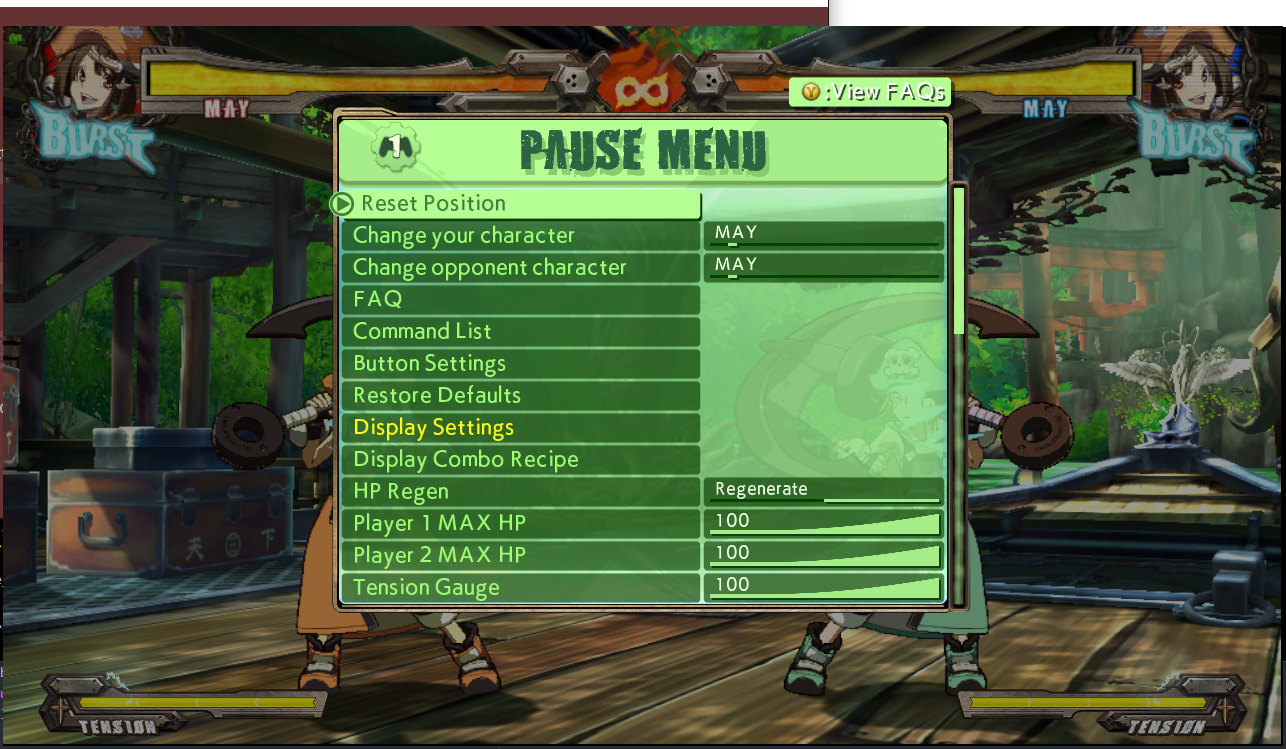 :View FAQs
MAY
MAY
BURST
BURST
1
PAUSE MENU
Reset Position
Change your character MAY
Change opponent character MAY
FAQ
Command List
Button Settings
Restore Defaults
Display Settings
Display Combo Recipe
HP Regen Regenerate
Player 1 MAX HP 100
Player 2 MAX HP 100
Tension Gauge 100
天 下
TENSION
TENSION